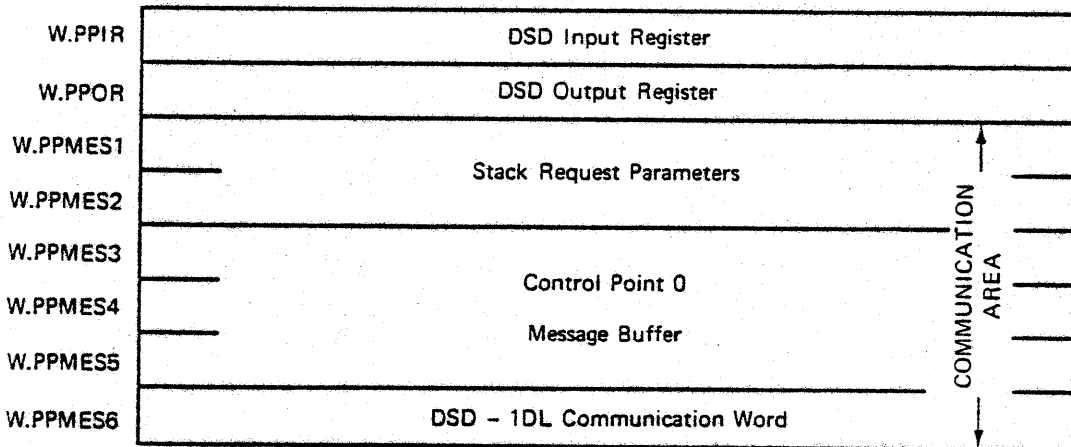 W.PPIR DSD Input Register
W.PPOR DSD Output Register
W.PPMES1
Stack Request Parameters
W.PPMES2
W.PPMES3
Control Point 0
W.PPMES4
Message Buffer
W.PPMES5
W.PPMES6 DSD – 1DL Communication Word
COMMUNICATION
AREA